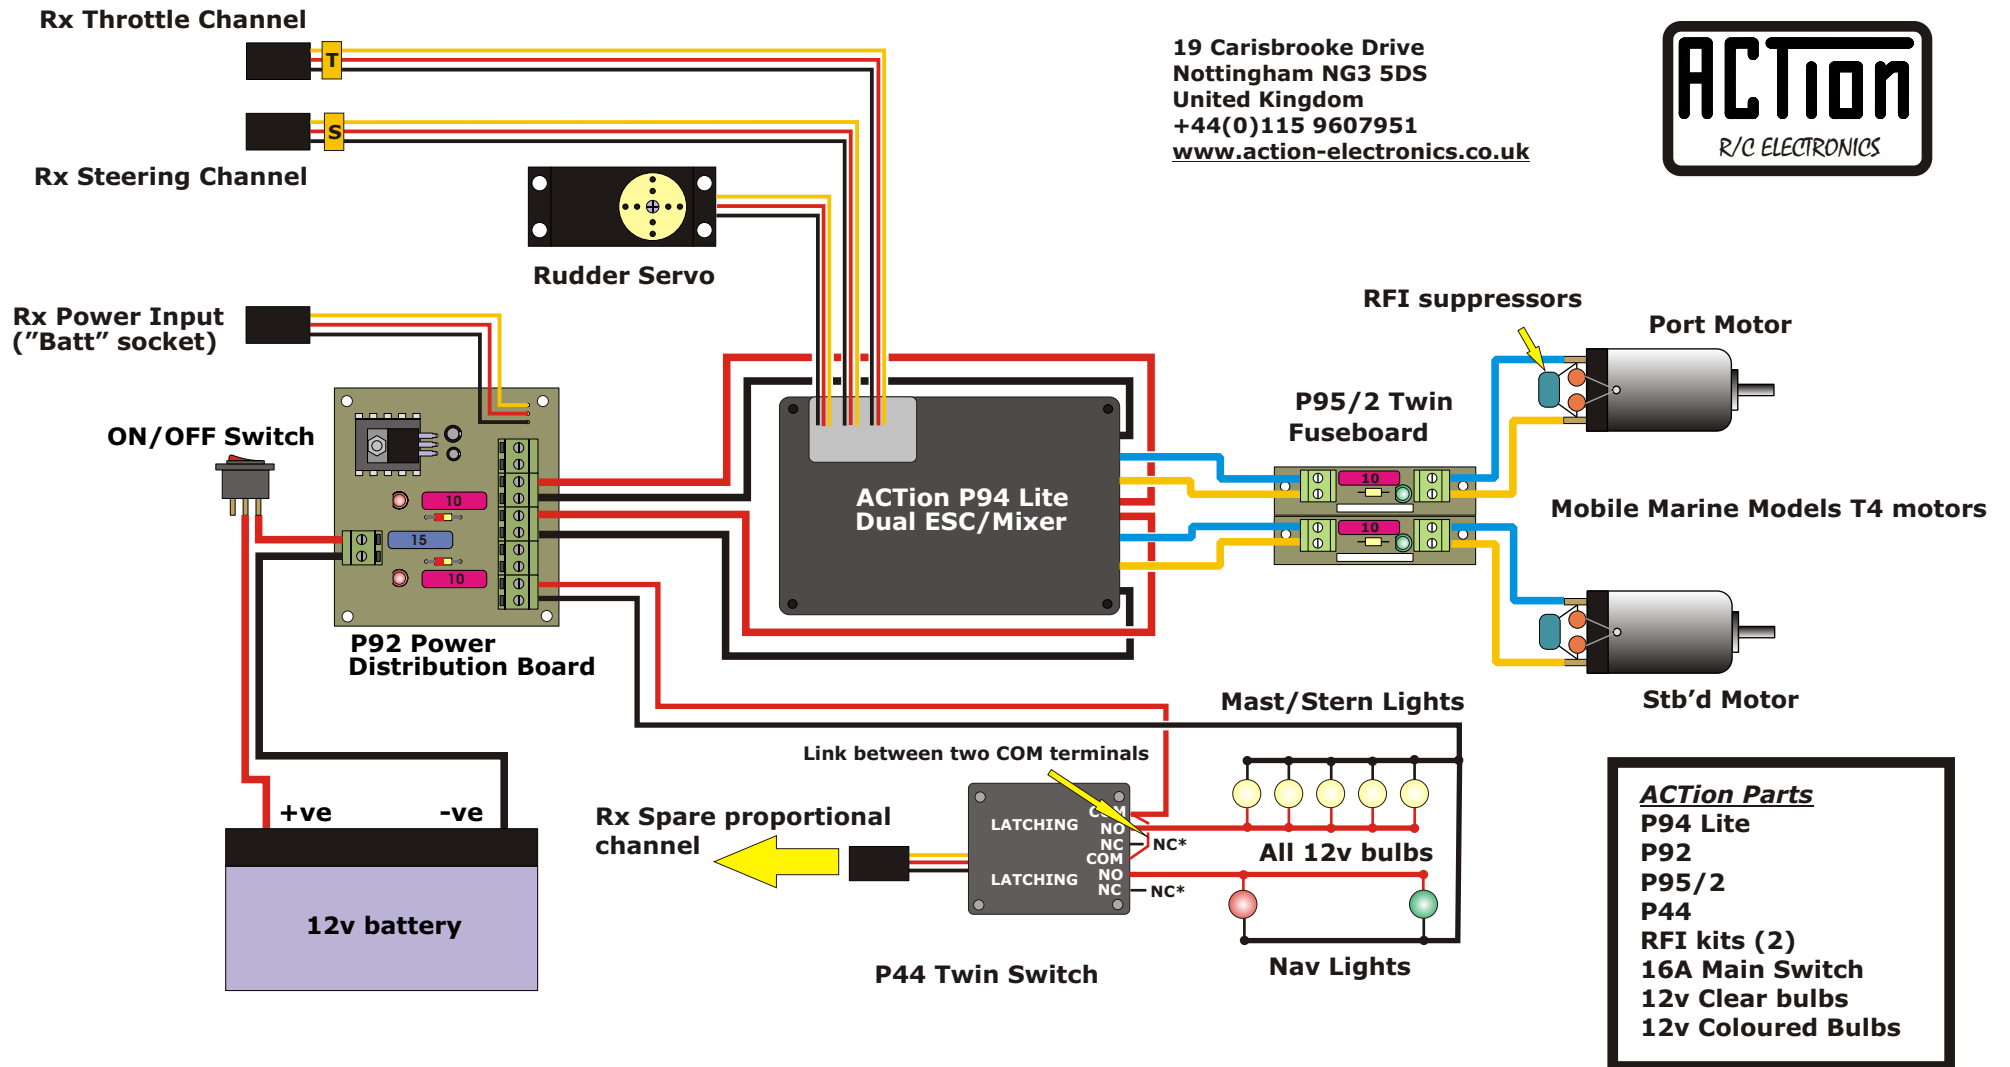 Rx Throttle Channel
T
S
Rx Steering Channel
Rudder Servo
19 Carisbrooke Drive
Nottingham NG3 5DS
United Kingdom
+44(0)115 9607951
www.action-electronics.co.uk
ACTion
R/C ELECTRONICS
Rx Power Input
("Batt" socket)
ON/OFF Switch
10
15
10
P92 Power
Distribution Board
ACTion P94 Lite
Dual ESC/Mixer
RFI suppressors
Port Motor
P95/2 Twin
Fuseboard
10
10
Mobile Marine Models T4 motors
Stb'd Motor
+ve
-ve
12v battery
Mast/Stern Lights
Link between two COM terminals
Rx Spare proportional
channel
LATCHING
LATCHING
COM
NO
NC
COM
NO
NC
NC*
NC*
All 12v bulbs
Nav Lights
P44 Twin Switch
ACTion Parts
P94 Lite
P92
P95/2
P44
RFI kits (2)
16A Main Switch
12v Clear bulbs
12v Coloured Bulbs